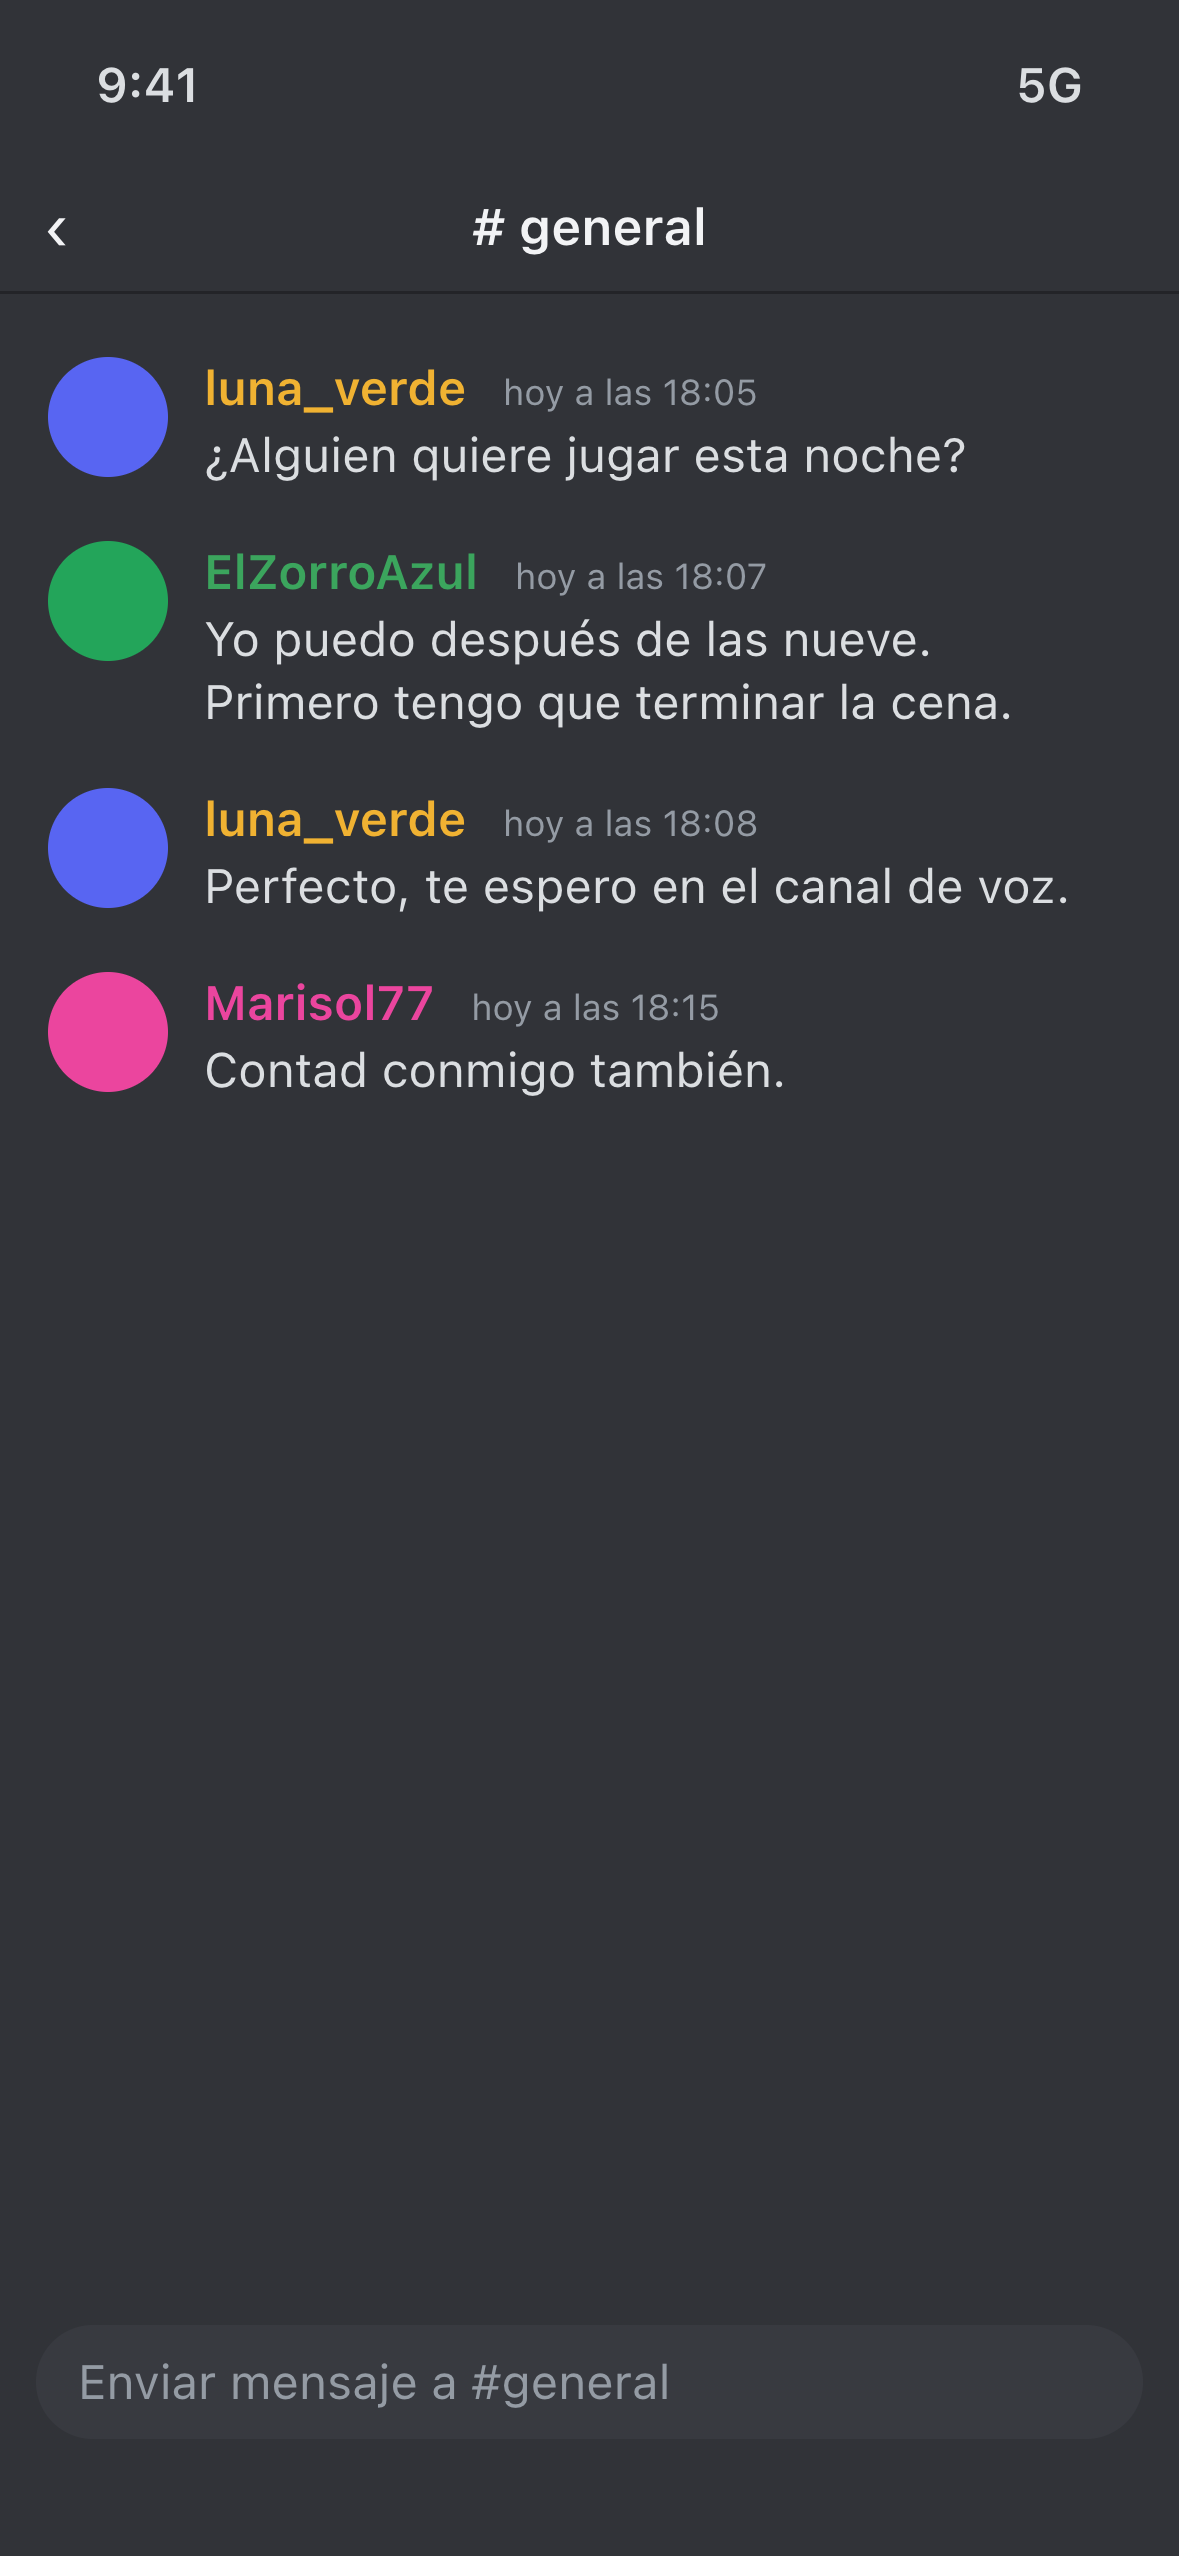 9:41 5G
‹ # general
luna_verde hoy a las 18:05
¿Alguien quiere jugar esta noche?
ElZorroAzul hoy a las 18:07
Yo puedo después de las nueve.
Primero tengo que terminar la cena.
luna_verde hoy a las 18:08
Perfecto, te espero en el canal de voz.
Marisol77 hoy a las 18:15
Contad conmigo también.
Enviar mensaje a #general